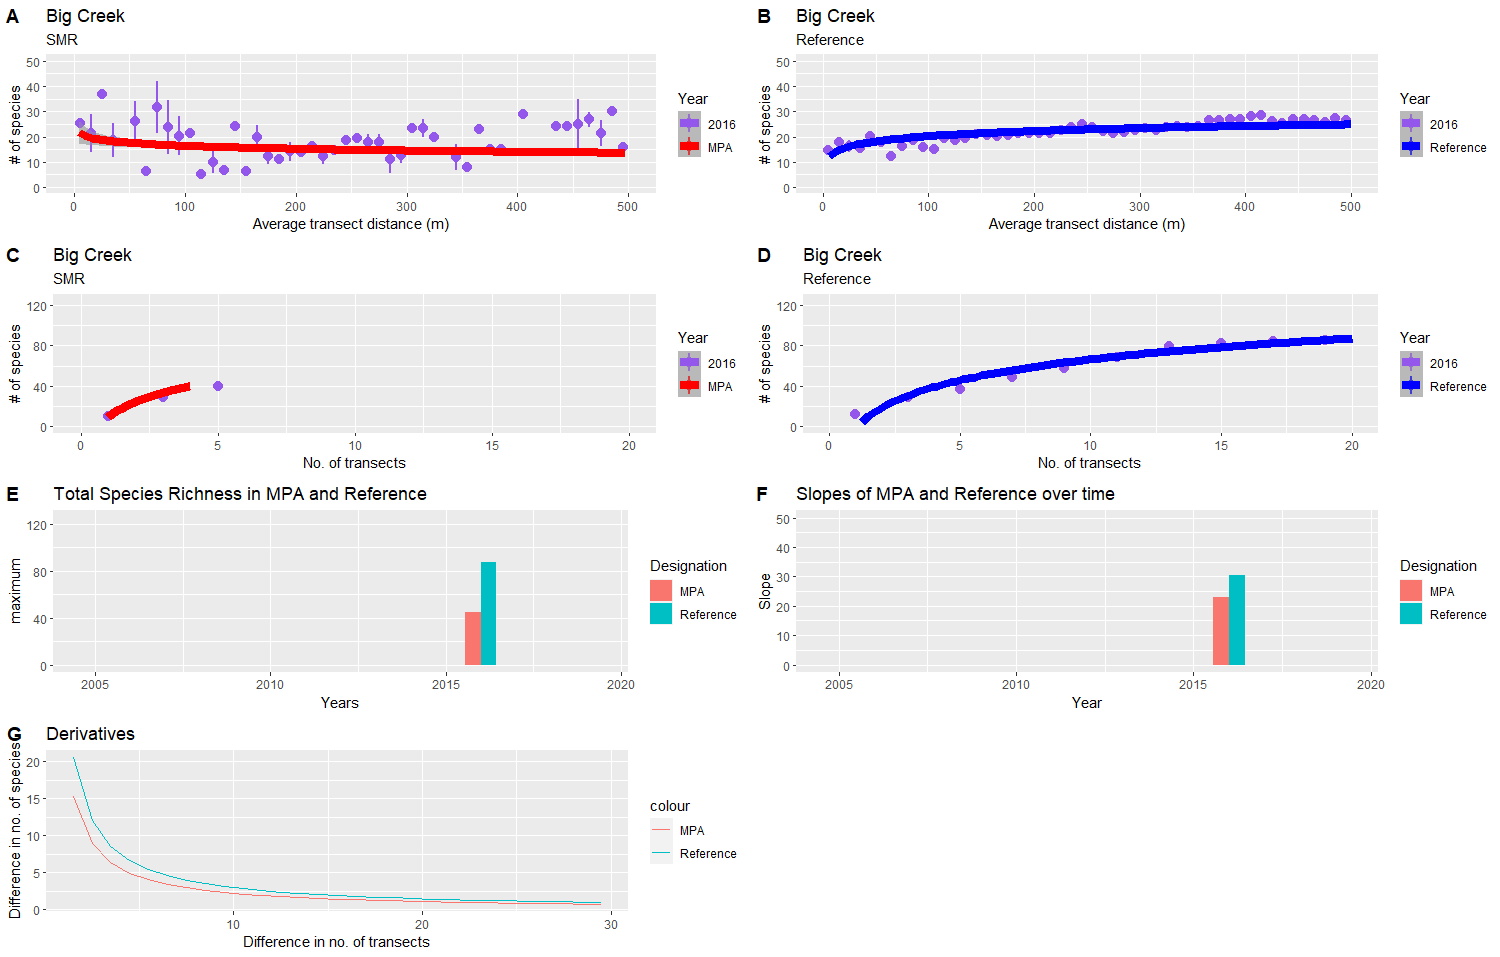 A
Big Creek
SMR
# of species
50
40
30
20
10
0
0 100 200 300 400 500
Average transect distance (m)
Year
2016
MPA
B
Big Creek
Reference
# of species
50
40
30
20
10
0
0 100 200 300 400 500
Average transect distance (m)
Year
2016
Reference
C
Big Creek
SMR
# of species
120
80
40
0
0 5 10 15 20
No. of transects
Year
2016
MPA
D
Big Creek
Reference
# of species
120
80
40
0
0 5 10 15 20
No. of transects
Year
2016
Reference
E
Total Species Richness in MPA and Reference
maximum
120
80
40
0
2005 2010 2015 2020
Years
Designation
MPA
Reference
F
Slopes of MPA and Reference over time
Slope
50
40
30
20
10
0
2005 2010 2015 2020
Year
Designation
MPA
Reference
G
Derivatives
Difference in no. of species
20
15
10
5
0
10 20 30
Difference in no. of transects
colour
MPA
Reference